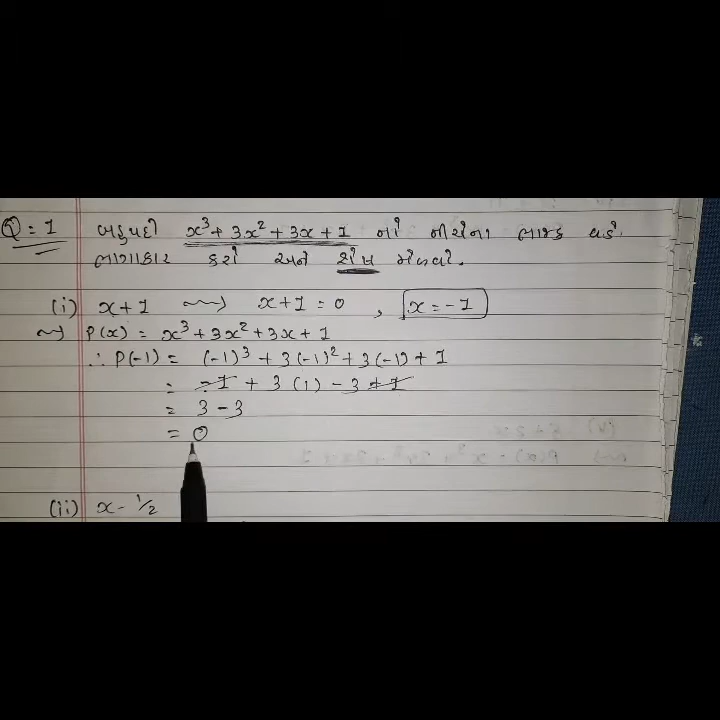 Q = 1 બહુપદી x³ + 3x² + 3x + 1 ને નીચેના ભાજક વડે
ભાગાકાર કરો અને શેષ મેળવો.
(i) x + 1 ⟿ x + 1 = 0 , x = -1
⟿ P(x) = x³ + 3x² + 3x + 1
∴ P(-1) = (-1)³ + 3(-1)² + 3(-1) + 1
= -1 + 3(1) - 3 + 1
= 3 - 3
= 0
(ii) x - 1/2